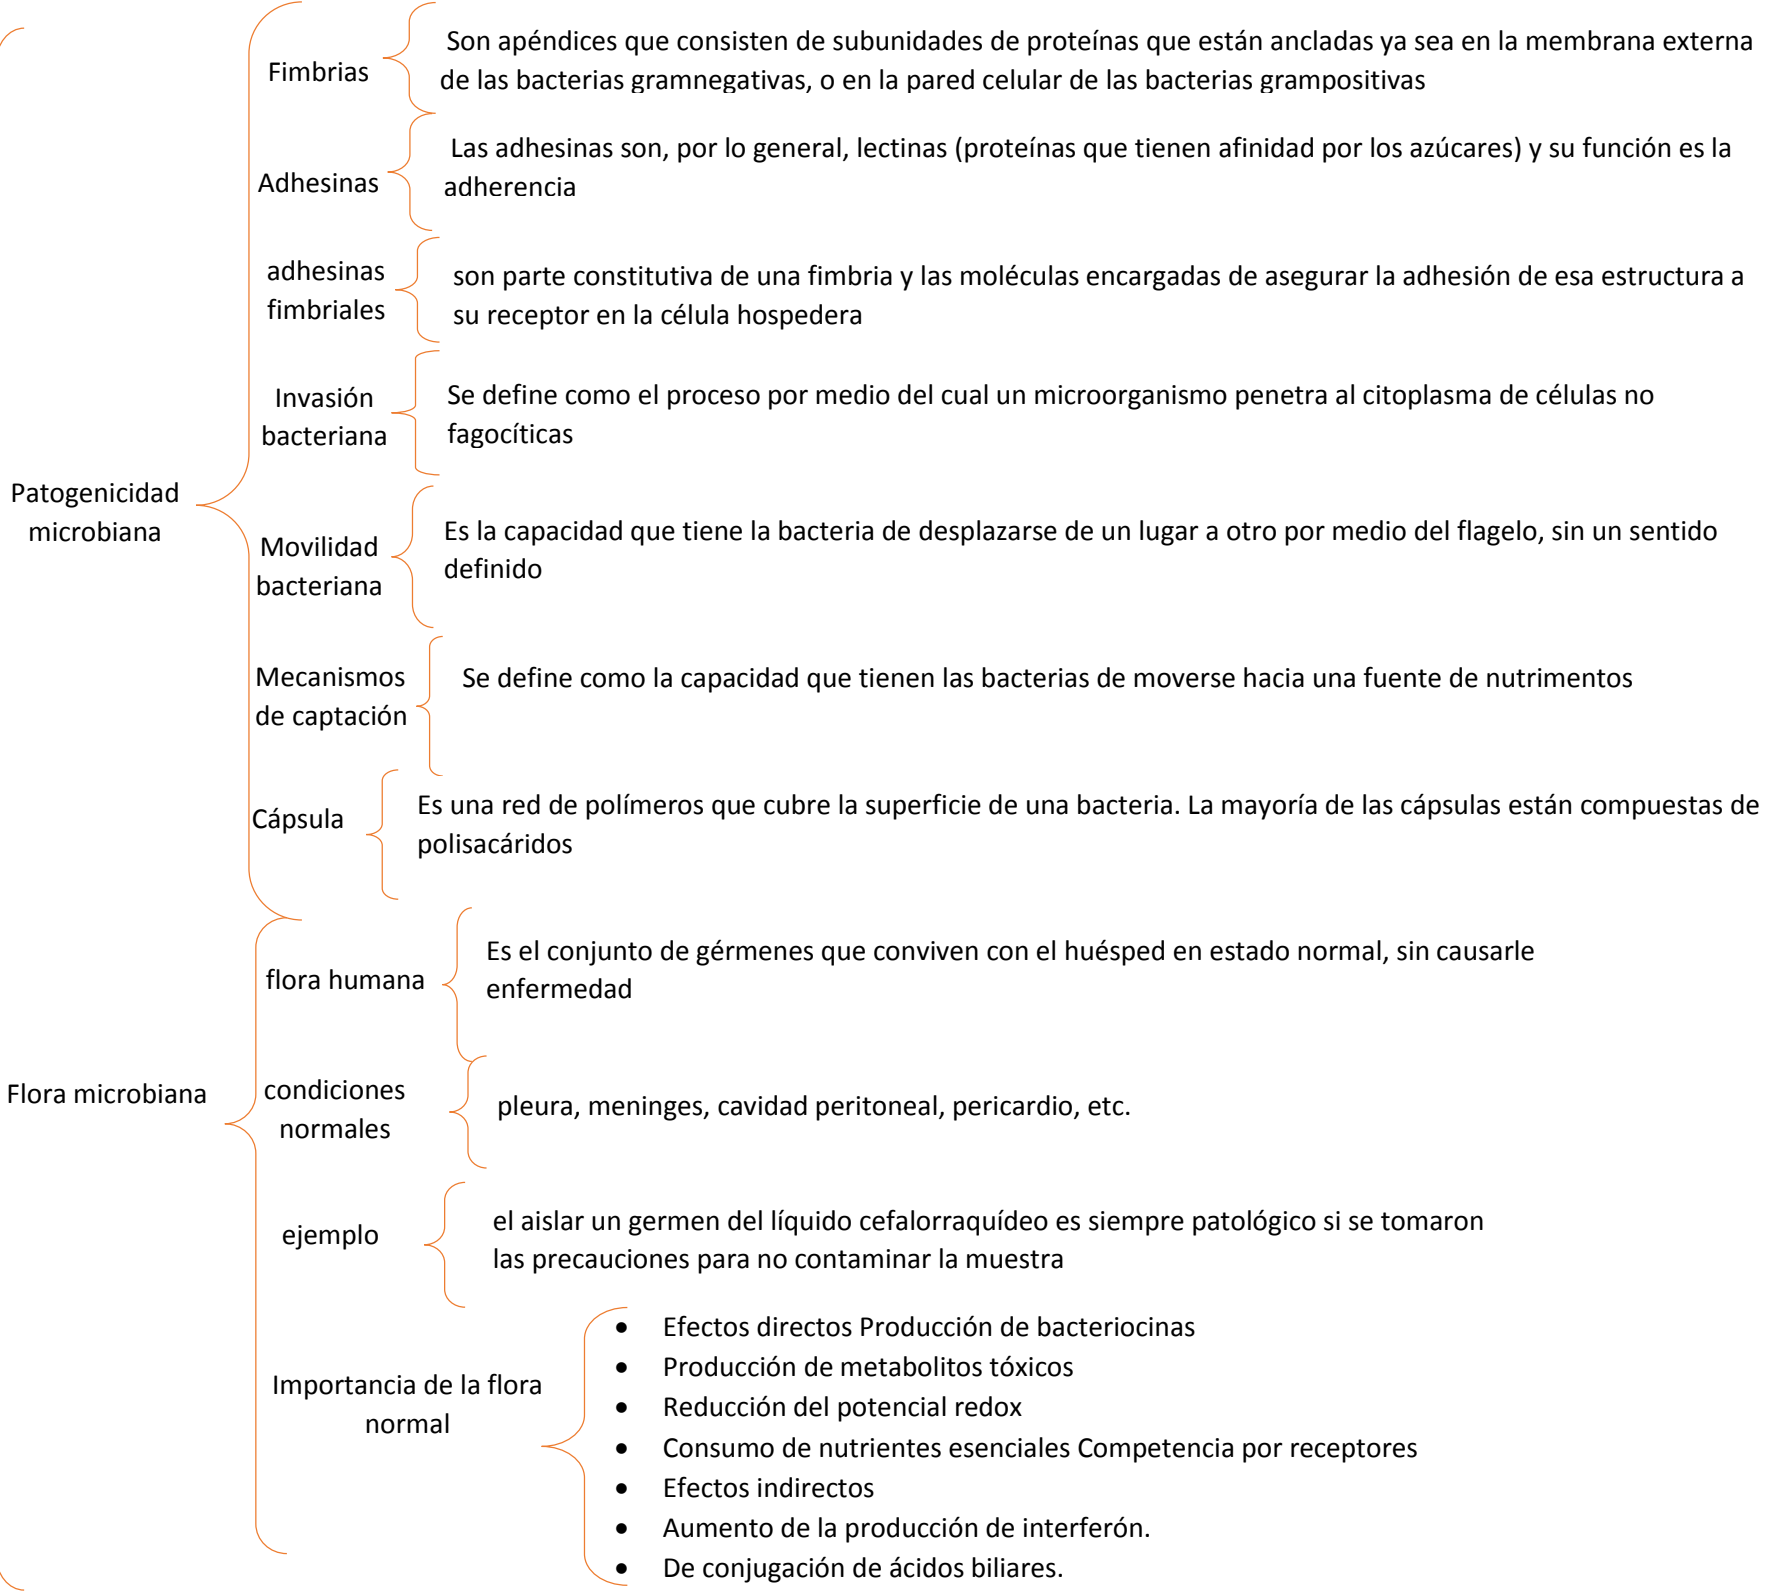 Patogenicidad
microbiana
Fimbrias
Son apéndices que consisten de subunidades de proteínas que están ancladas ya sea en la membrana externa
de las bacterias gramnegativas, o en la pared celular de las bacterias grampositivas
Adhesinas
Las adhesinas son, por lo general, lectinas (proteínas que tienen afinidad por los azúcares) y su función es la
adherencia
adhesinas
fimbriales
son parte constitutiva de una fimbria y las moléculas encargadas de asegurar la adhesión de esa estructura a
su receptor en la célula hospedera
Invasión
bacteriana
Se define como el proceso por medio del cual un microorganismo penetra al citoplasma de células no
fagocíticas
Movilidad
bacteriana
Es la capacidad que tiene la bacteria de desplazarse de un lugar a otro por medio del flagelo, sin un sentido
definido
Mecanismos
de captación
Se define como la capacidad que tienen las bacterias de moverse hacia una fuente de nutrimentos
Cápsula
Es una red de polímeros que cubre la superficie de una bacteria. La mayoría de las cápsulas están compuestas de
polisacáridos
Flora microbiana
flora humana
Es el conjunto de gérmenes que conviven con el huésped en estado normal, sin causarle
enfermedad
condiciones
normales
pleura, meninges, cavidad peritoneal, pericardio, etc.
ejemplo
el aislar un germen del líquido cefalorraquídeo es siempre patológico si se tomaron
las precauciones para no contaminar la muestra
Importancia de la flora
normal
• Efectos directos Producción de bacteriocinas
• Producción de metabolitos tóxicos
• Reducción del potencial redox
• Consumo de nutrientes esenciales Competencia por receptores
• Efectos indirectos
• Aumento de la producción de interferón.
• De conjugación de ácidos biliares.